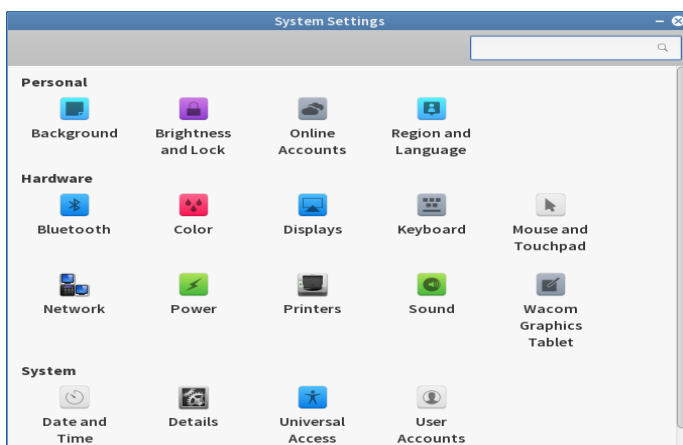 System Settings
Personal
Background
Brightness
and Lock
Online
Accounts
Region and
Language
Hardware
Bluetooth
Color
Displays
Keyboard
Mouse and
Touchpad
Network
Power
Printers
Sound
Wacom
Graphics
Tablet
System
Date and
Time
Details
Universal
Access
User
Accounts